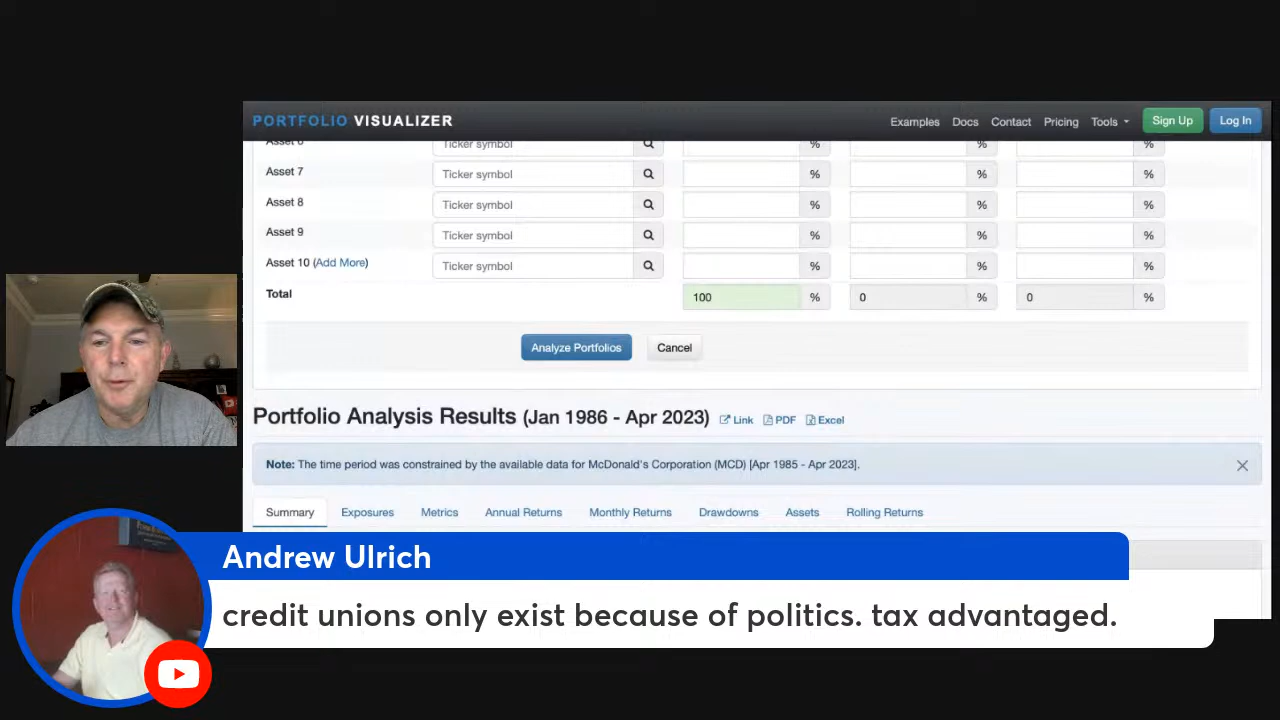 PORTFOLIO VISUALIZER
Examples Docs Contact Pricing Tools Sign Up Log In
Asset 6 Ticker symbol % % %
Asset 7 Ticker symbol % % %
Asset 8 Ticker symbol % % %
Asset 9 Ticker symbol % % %
Asset 10 (Add More) Ticker symbol % % %
Total 100 % 0 % 0 %
Analyze Portfolios Cancel
Portfolio Analysis Results (Jan 1986 - Apr 2023) Link PDF Excel
Note: The time period was constrained by the available data for McDonald's Corporation (MCD) [Apr 1985 - Apr 2023].
Summary Exposures Metrics Annual Returns Monthly Returns Drawdowns Assets Rolling Returns
Andrew Ulrich
credit unions only exist because of politics. tax advantaged.